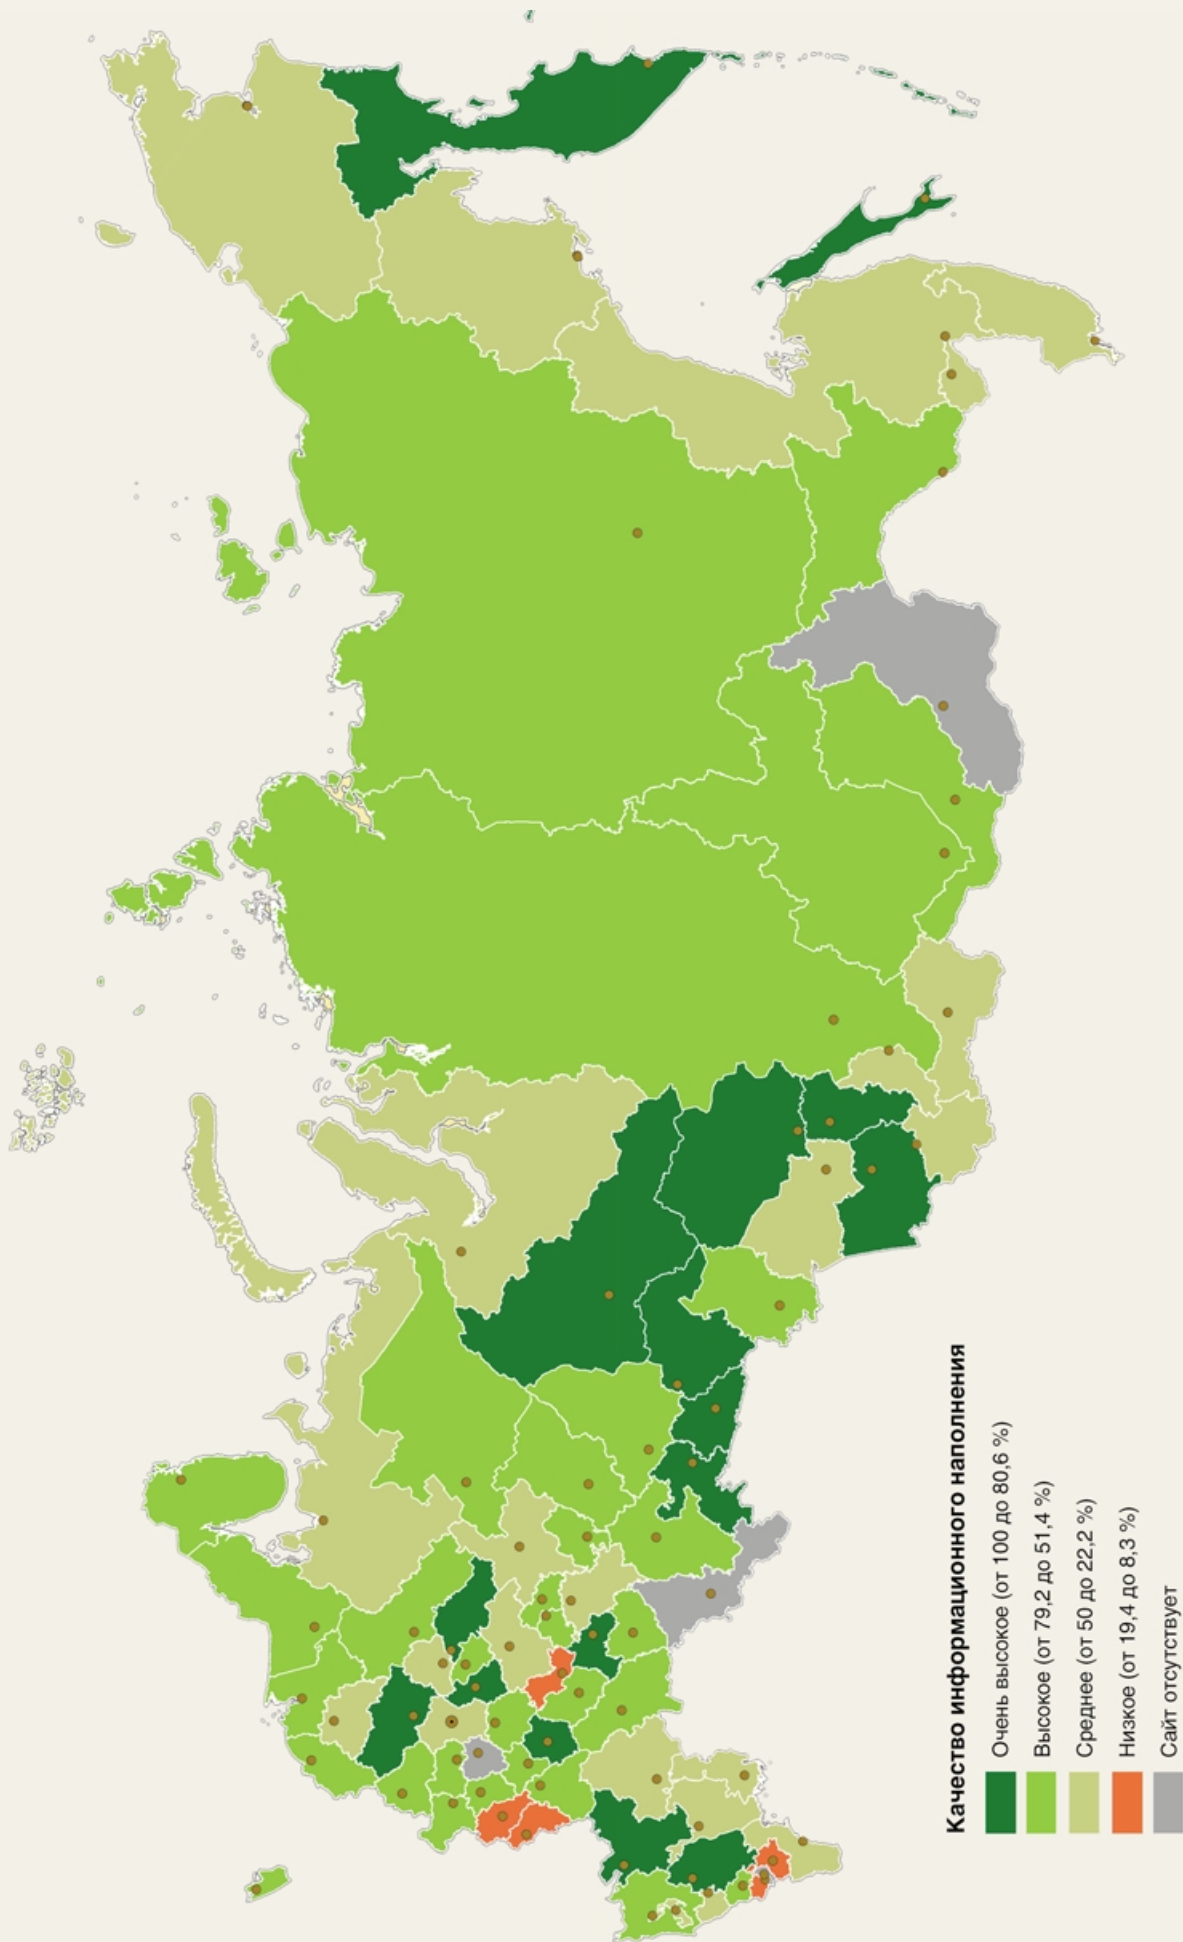 Качество информационного наполнения
Очень высокое (от 100 до 80,6 %)
Высокое (от 79,2 до 51,4 %)
Среднее (от 50 до 22,2 %)
Низкое (от 19,4 до 8,3 %)
Сайт отсутствует